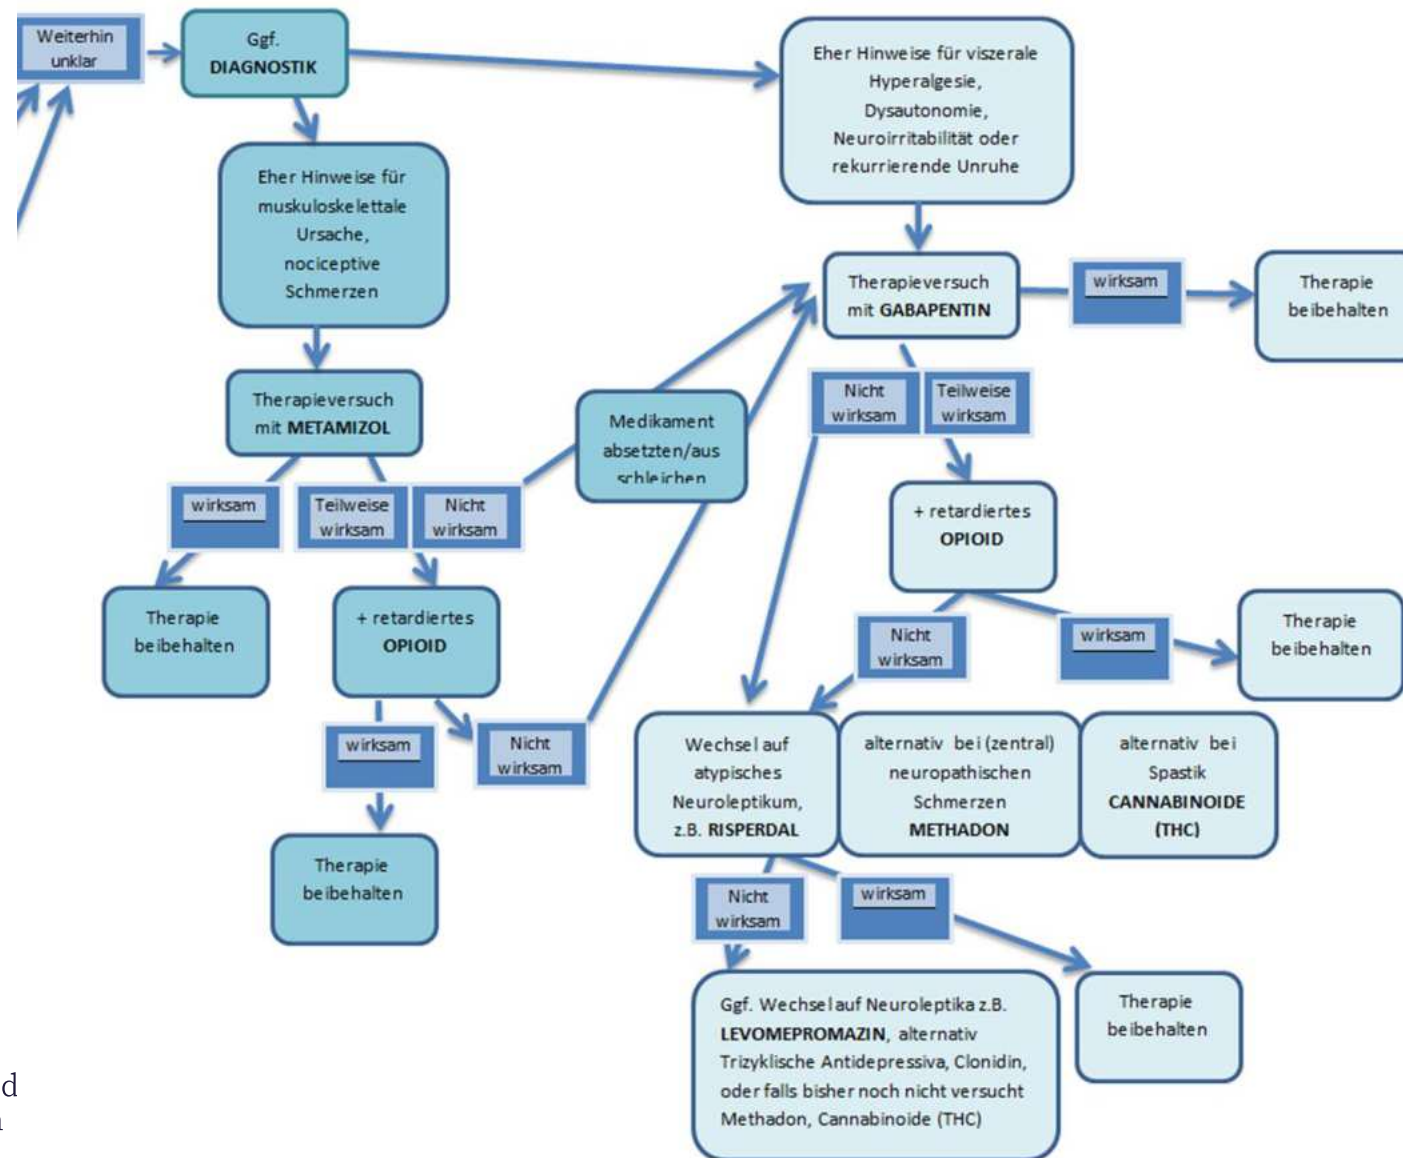 Weiterhin
unklar
Ggf.
DIAGNOSTIK
Eher Hinweise für viszerale
Hyperalgesie,
Dysautonomie,
Neuroirritabilität oder
rekurrierende Unruhe
Eher Hinweise für
muskuloskelettale
Ursache,
nociceptive
Schmerzen
Therapieversuch
mit GABAPENTIN
wirksam
Therapie
beibehalten
Therapieversuch
mit METAMIZOL
Medikament
absetzten/aus
schleichen
Nicht
wirksam
Teilweise
wirksam
wirksam
Teilweise
wirksam
Nicht
wirksam
+ retardiertes
OPIOID
Therapie
beibehalten
+ retardiertes
OPIOID
Nicht
wirksam
wirksam
Therapie
beibehalten
wirksam
Nicht
wirksam
Wechsel auf
atypisches
Neuroleptikum,
z.B. RISPERDAL
alternativ bei (zentral)
neuropathischen
Schmerzen
METHADON
alternativ bei
Spastik
CANNABINOIDE
(THC)
Therapie
beibehalten
Nicht
wirksam
wirksam
Ggf. Wechsel auf Neuroleptika z.B.
LEVOMEPROMAZIN, alternativ
Trizyklische Antidepressiva, Clonidin,
oder falls bisher noch nicht versucht
Methadon, Cannabinoide (THC)
Therapie
beibehalten
d